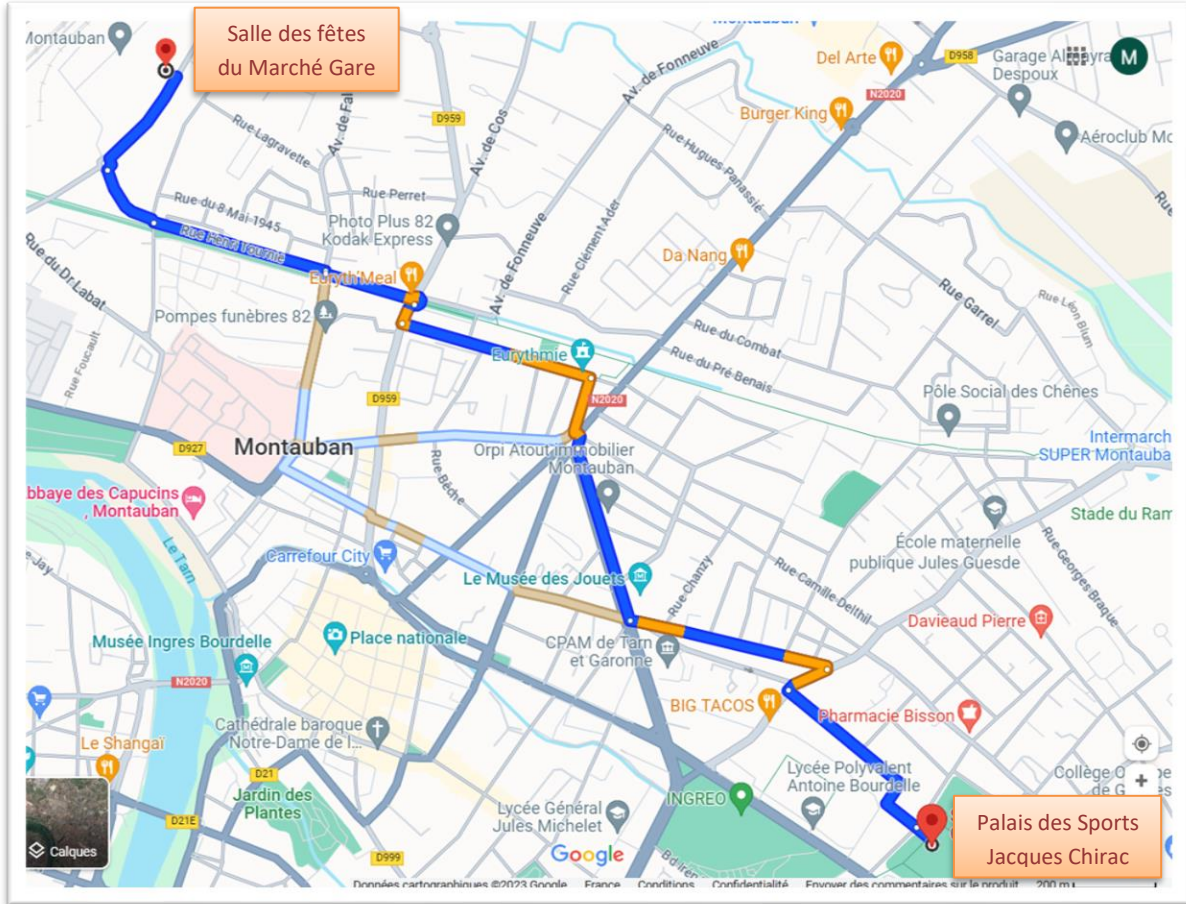 Montauban
Salle des fêtes
du Marché Gare
Montauban
Av. de Fonneuve
Del Arte
D958
Garage
Despoux
M
N2020
Burger King
Aéroclub
D959
Av. de Cos
Rue Lagravette
Rue Hugues Panassié
Rue Perret
Rue du 8 Mai 1945
Photo Plus 82
Kodak Express
Rue Henri Tournié
Rue Clément Ader
Av. de Fonneuve
Da Nang
Rue du Dr Labat
Euryth'Meal
Rue Garrel
Rue Léon Blum
Pompes funèbres 82
Rue du Combat
Rue du Pré Benais
Eurythmie
Rue Foucault
Pôle Social des Chênes
D959
N2020
Montauban
D927
Orpi Atout immobilier
Montauban
Intermarch
SUPER Montauba
Rue Bêche
bbaye des Capucins
, Montauban
Stade du Ram
Le Tarn
École maternelle
publique Jules Guesde
Rue Georges Braque
Carrefour City
Le Musée des Jouets
Rue Chanzy
Rue Camille Delthil
Davieaud Pierre
Musée Ingres Bourdelle
Place nationale
CPAM de Tarn
et Garonne
N2020
BIG TACOS
Pharmacie Bisson
Cathédrale baroque
Notre-Dame de l...
Le Shangaï
D21
Jardin des
Plantes
Lycée Polyvalent
Antoine Bourdelle
INGREO
Collège
+
Lycée Général
Jules Michelet
Palais des Sports
Jacques Chirac
D21E
Calques
Google
D999
Données cartographiques ©2023 Google France Conditions Confidentialité Envoyer des commentaires sur le produit 200 m